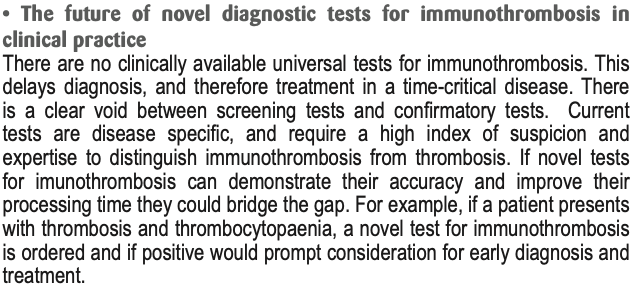 • The future of novel diagnostic tests for immunothrombosis in
clinical practice
There are no clinically available universal tests for immunothrombosis. This
delays diagnosis, and therefore treatment in a time-critical disease. There
is a clear void between screening tests and confirmatory tests. Current
tests are disease specific, and require a high index of suspicion and
expertise to distinguish immunothrombosis from thrombosis. If novel tests
for imunothrombosis can demonstrate their accuracy and improve their
processing time they could bridge the gap. For example, if a patient presents
with thrombosis and thrombocytopaenia, a novel test for immunothrombosis
is ordered and if positive would prompt consideration for early diagnosis and
treatment.